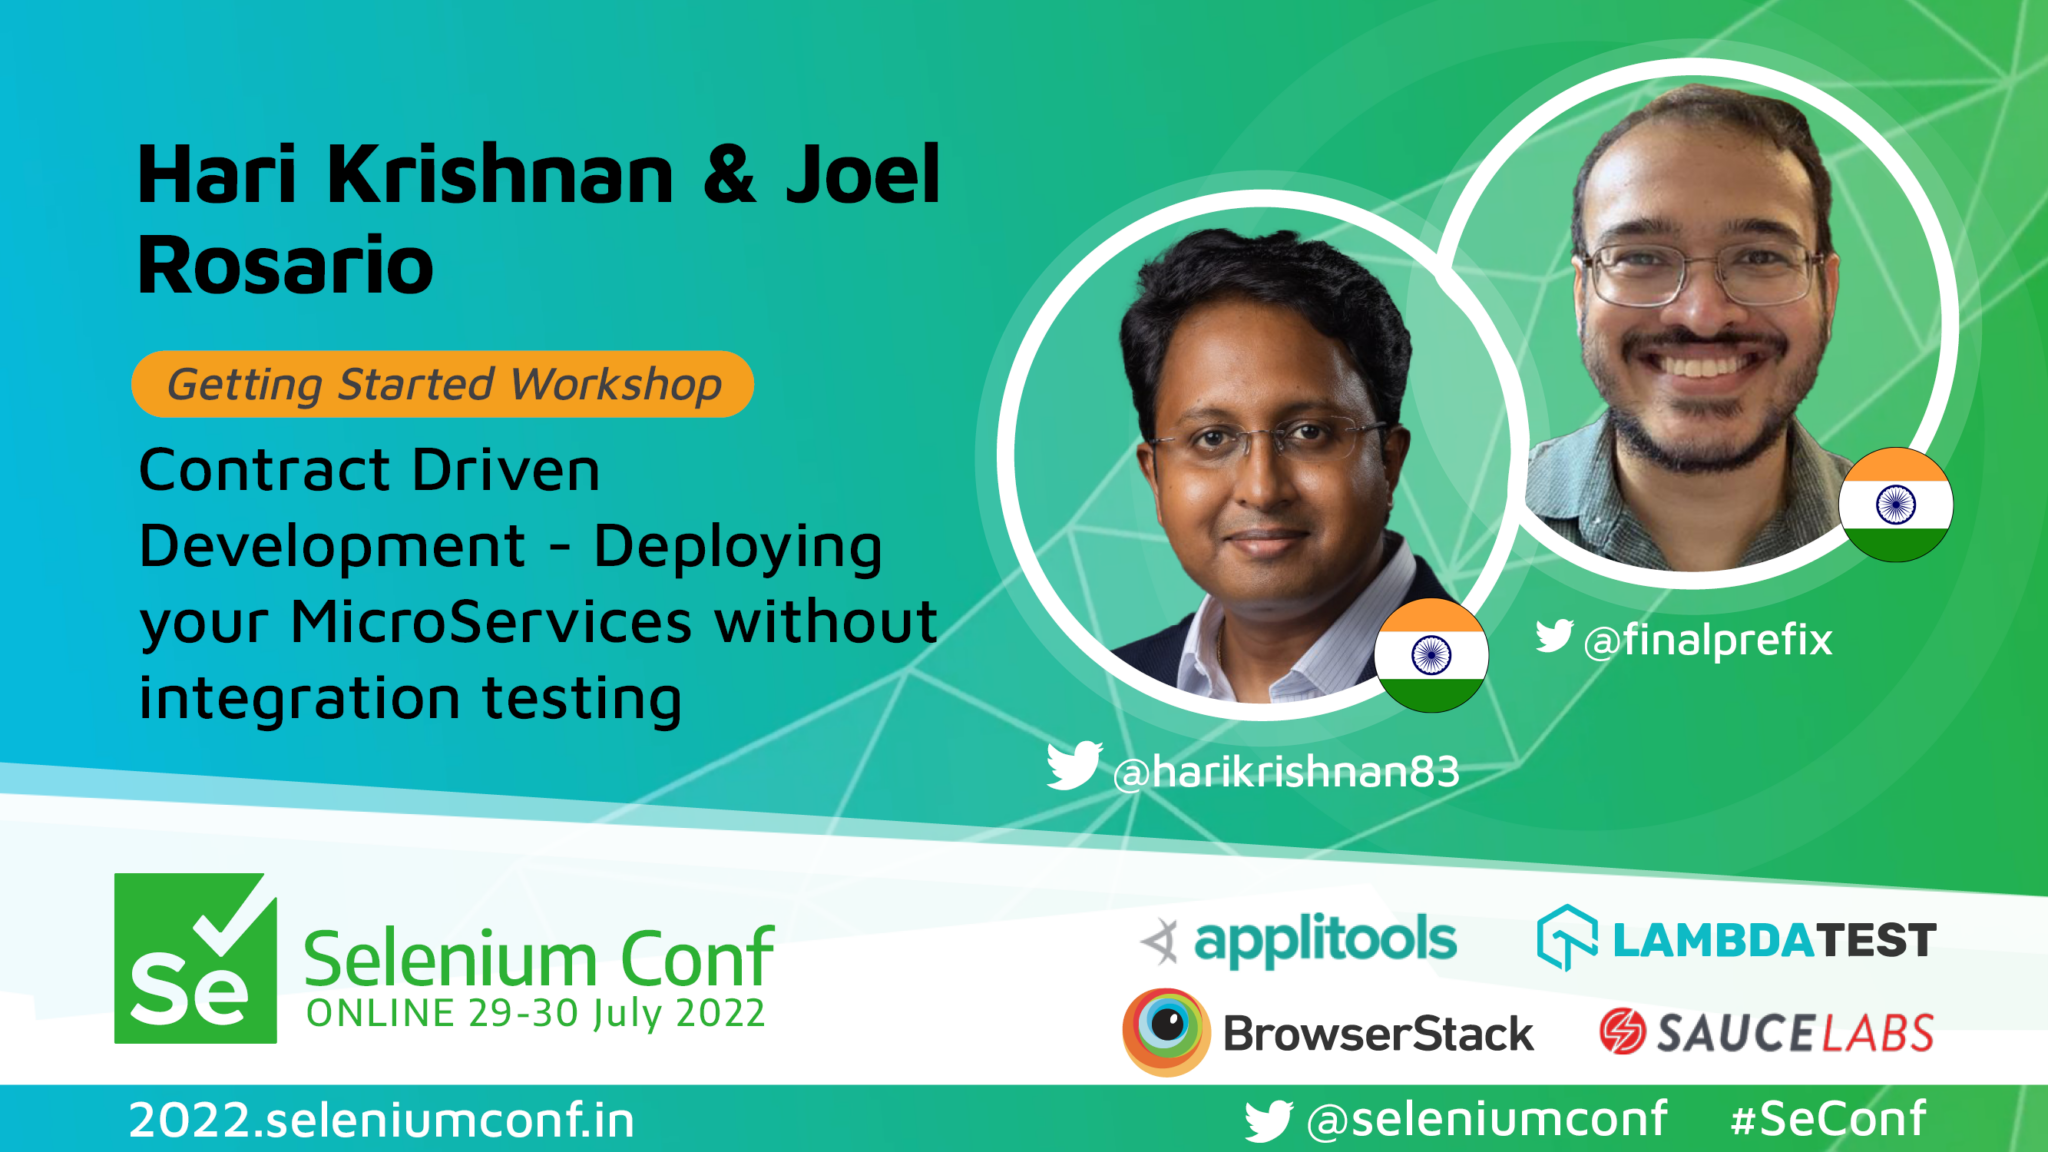 Hari Krishnan & Joel
Rosario
Getting Started Workshop
Contract Driven
Development - Deploying
your MicroServices without
integration testing
@finalprefix
@harikrishnan83
Se
Selenium Conf
ONLINE 29-30 July 2022
applitools
LAMBDATEST
BrowserStack
SAUCELABS
2022.seleniumconf.in
@seleniumconf
#SeConf